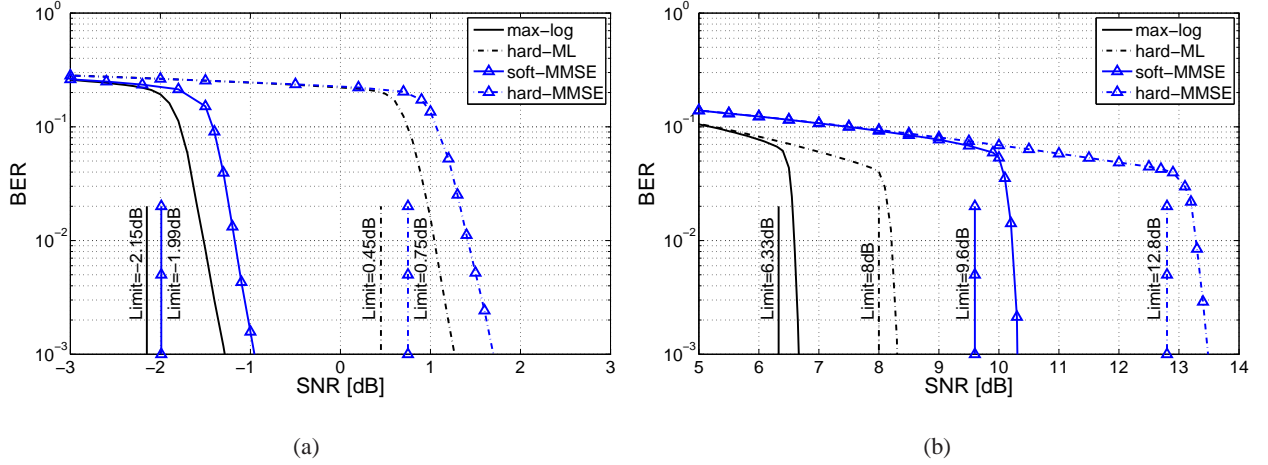 max−log
hard−ML
soft−MMSE
hard−MMSE
10^0
10^−1
10^−2
10^−3
BER
Limit=−2.15dB
Limit=−1.99dB
Limit=0.45dB
Limit=0.75dB
−3 −2 −1 0 1 2 3
SNR [dB]
(a)
max−log
hard−ML
soft−MMSE
hard−MMSE
10^0
10^−1
10^−2
10^−3
BER
Limit=6.33dB
Limit=8dB
Limit=9.6dB
Limit=12.8dB
5 6 7 8 9 10 11 12 13 14
SNR [dB]
(b)